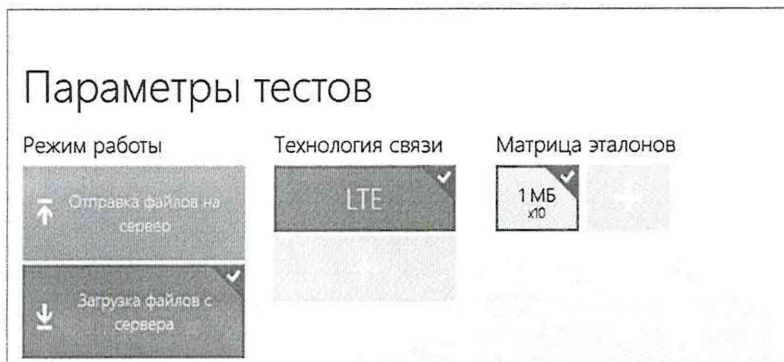 Параметры тестов
Режим работы
Технология связи
Матрица эталонов
Отправка файлов на
сервер
LTE
1 МБ
x10
Загрузка файлов с
сервера